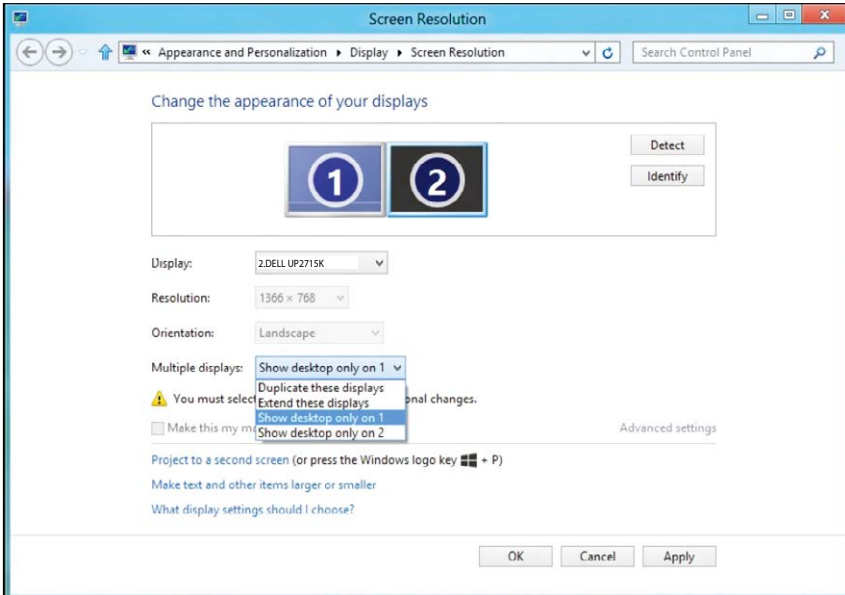 Screen Resolution
« Appearance and Personalization ▸ Display ▸ Screen Resolution
Search Control Panel
Change the appearance of your displays
1
2
Detect
Identify
Display: 2.DELL UP2715K
Resolution: 1366 × 768
Orientation: Landscape
Multiple displays: Show desktop only on 1
Duplicate these displays
You must select onal changes.
Extend these displays
Show desktop only on 1
Make this my m
Show desktop only on 2
Advanced settings
Project to a second screen (or press the Windows logo key + P)
Make text and other items larger or smaller
What display settings should I choose?
OK Cancel Apply